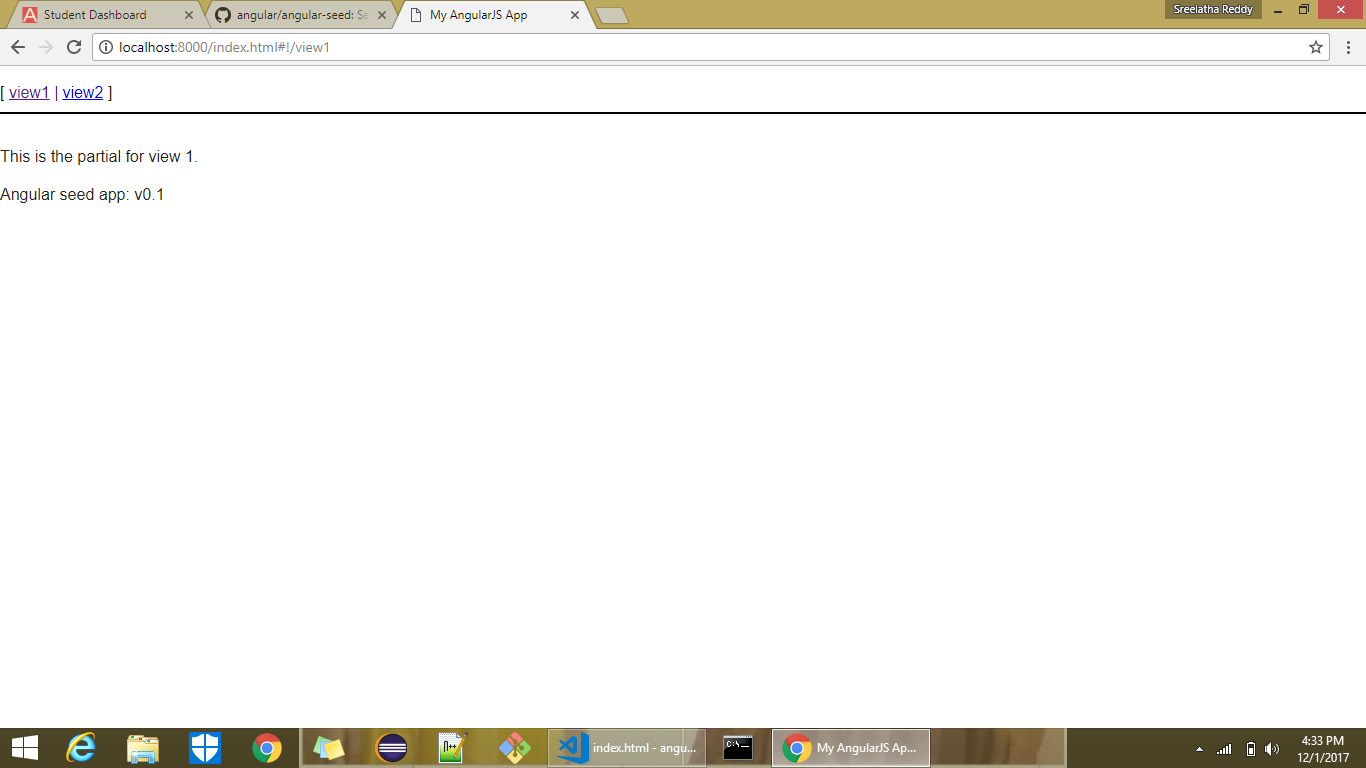 Student Dashboard
angular/angular-seed: Se
My AngularJS App
Sreelatha Reddy
localhost:8000/index.html#!/view1
[ view1 | view2 ]
This is the partial for view 1.
Angular seed app: v0.1
index.html - angu...
C:\.
My AngularJS Ap...
4:33 PM
12/1/2017